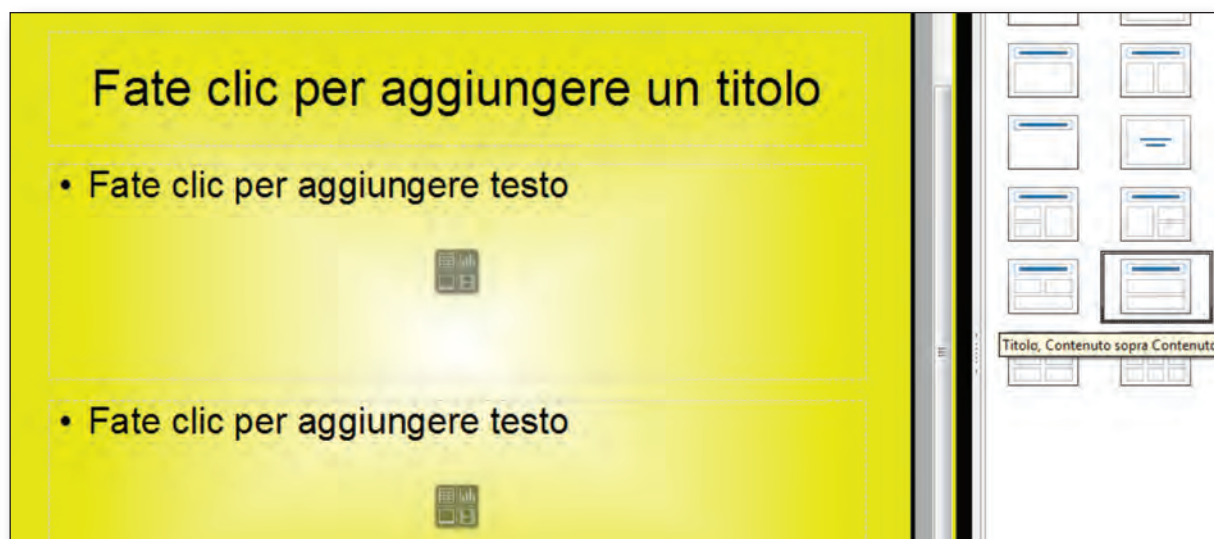 Fate clic per aggiungere un titolo
• Fate clic per aggiungere testo
• Fate clic per aggiungere testo
Titolo, Contenuto sopra Contenuto